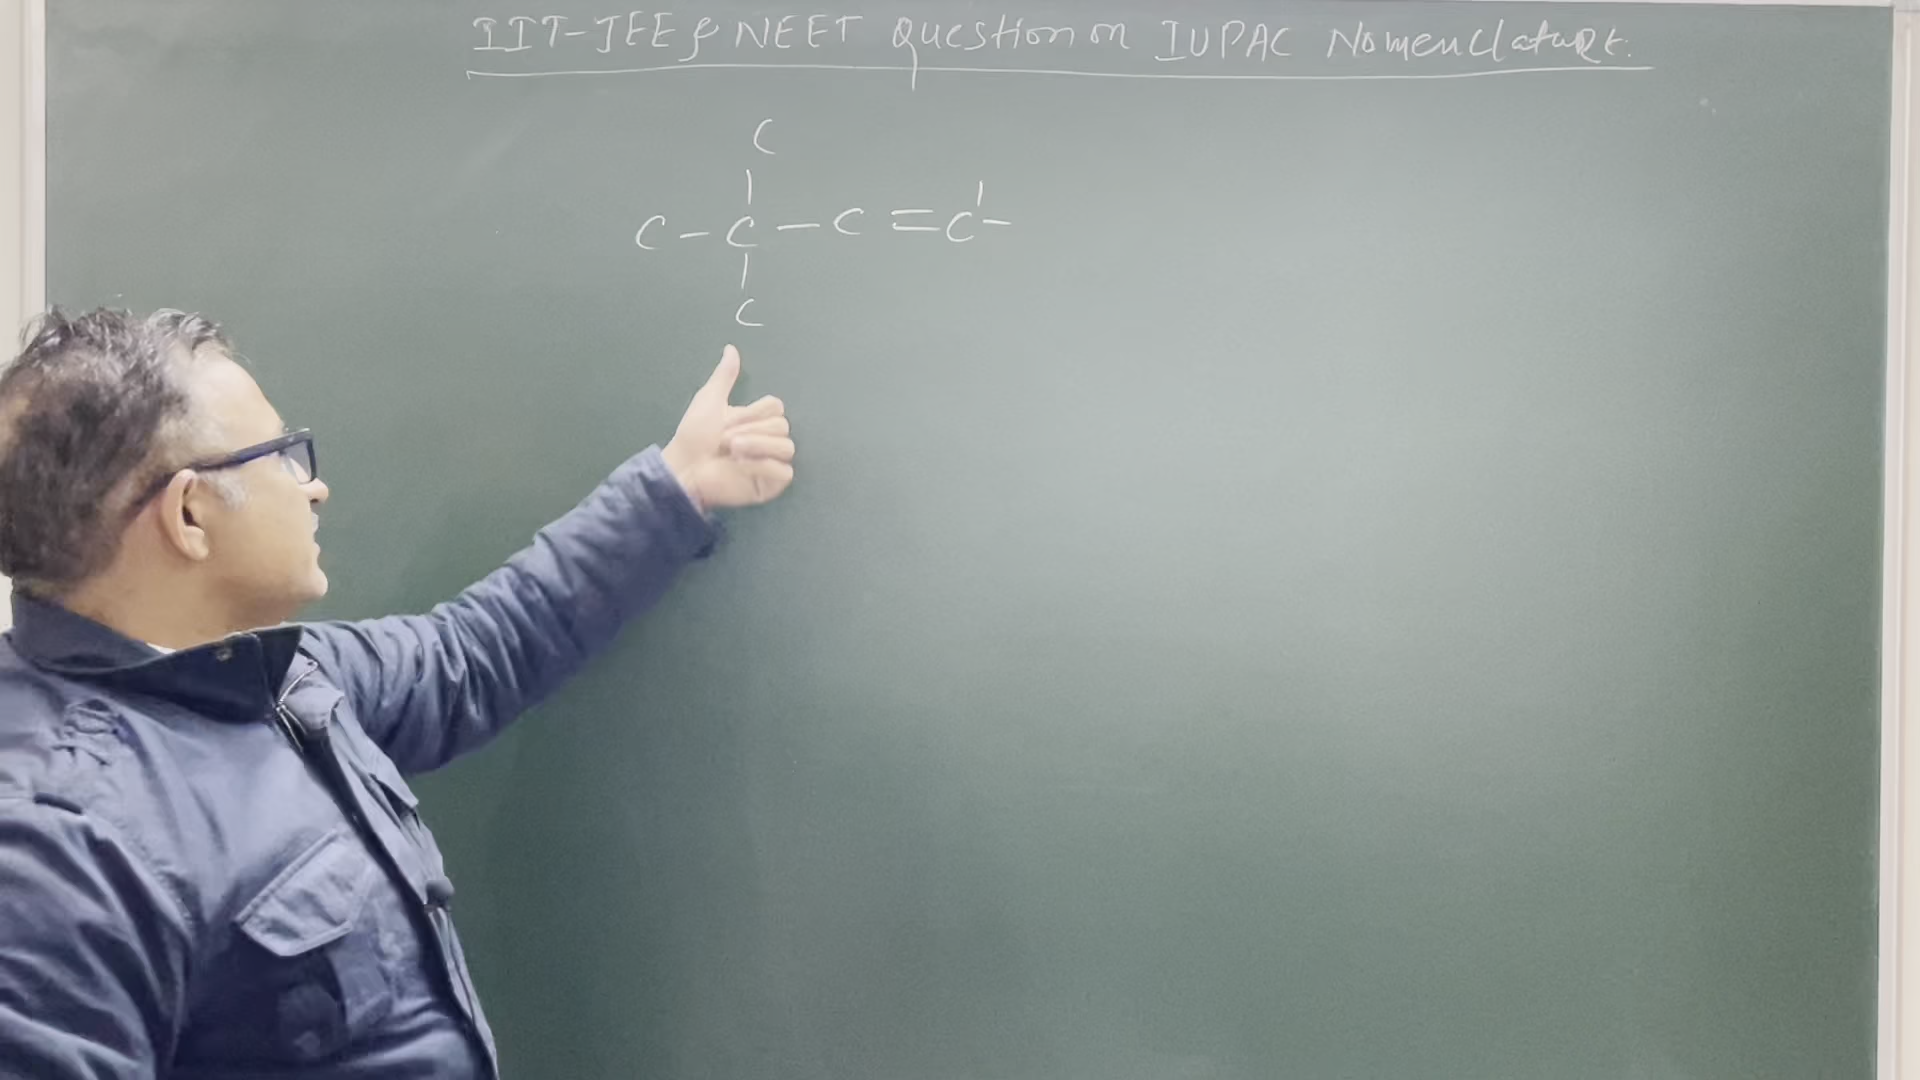 IIT-JEE & NEET Question on IUPAC Nomenclature.
C
|
C - C - C = C -
|
C